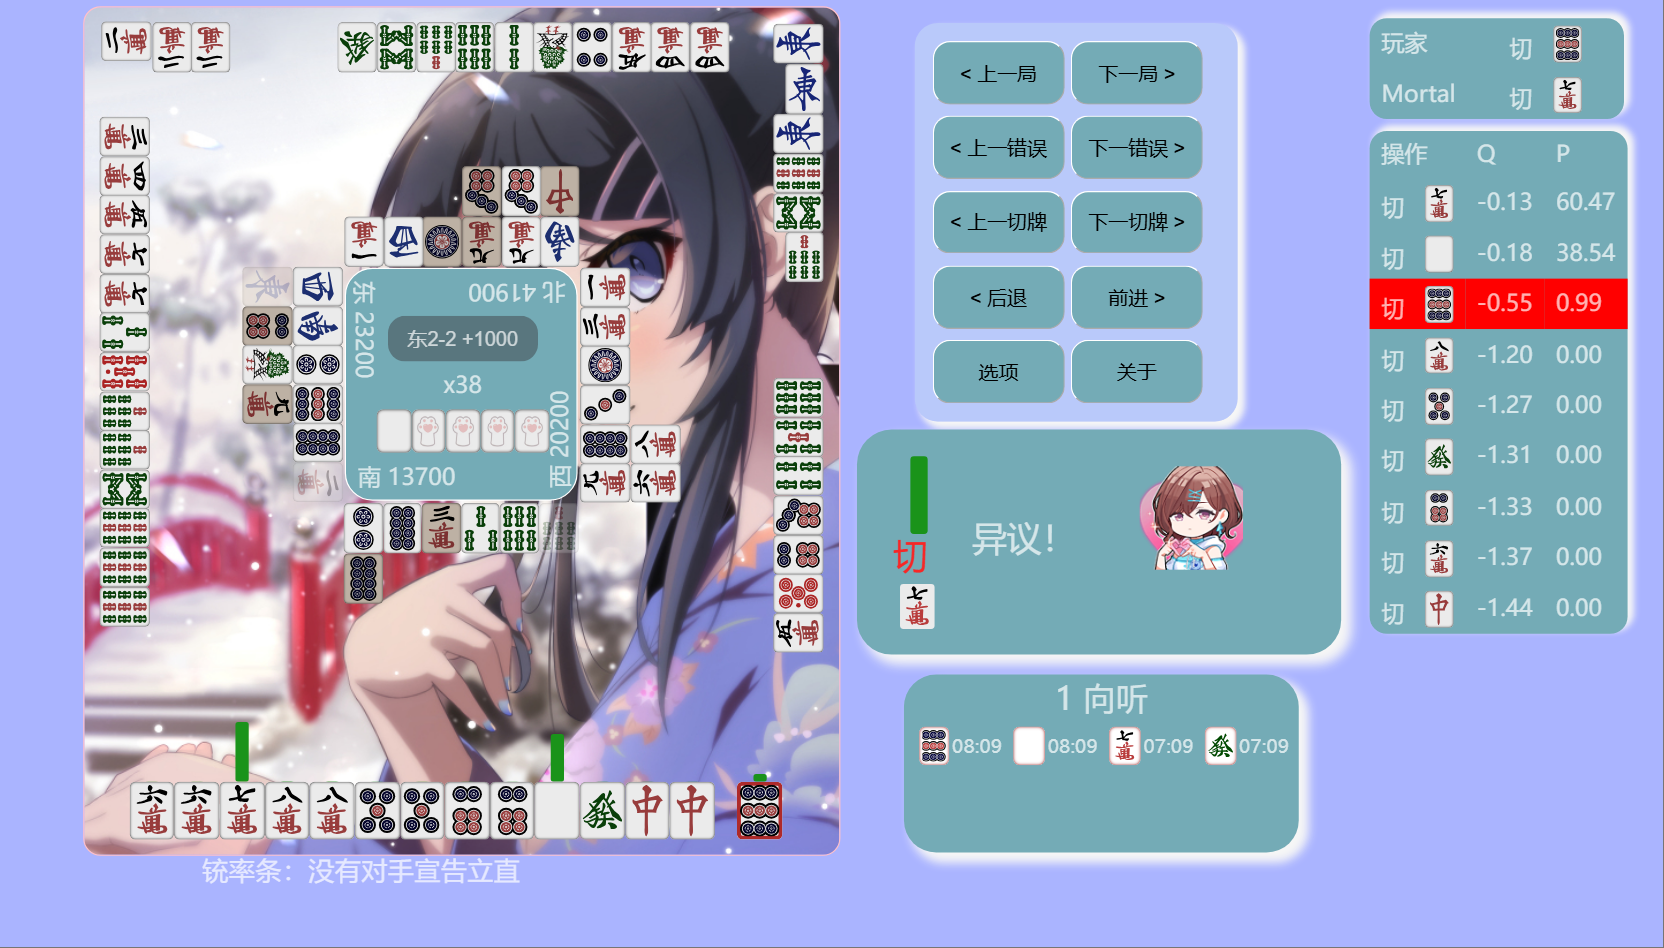 东 23200
北 41900
东2-2 +1000
x38
南 13700
西 20200
铳率条：没有对手宣告立直
< 上一局
下一局 >
< 上一错误
下一错误 >
< 上一切牌
下一切牌 >
< 后退
前进 >
选项
关于
切
异议！
1 向听
08:09
08:09
07:09
07:09
玩家 切
Mortal 切
操作 Q P
切 -0.13 60.47
切 -0.18 38.54
切 -0.55 0.99
切 -1.20 0.00
切 -1.27 0.00
切 -1.31 0.00
切 -1.33 0.00
切 -1.37 0.00
切 -1.44 0.00